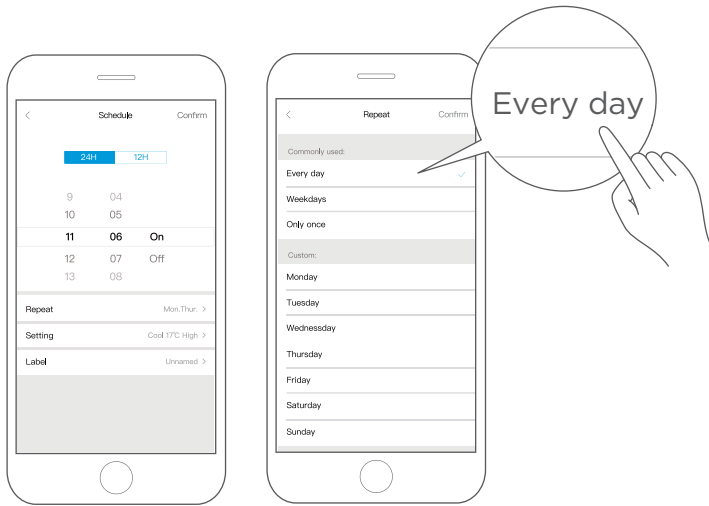 < Schedule Confirm
24H 12H
9 04
10 05
11 06 On
12 07 Off
13 08
Repeat Mon.Thur. >
Setting Cool 17°C High >
Label Unnamed >
< Repeat Confirm
Commonly used:
Every day
Weekdays
Only once
Custom:
Monday
Tuesday
Wednessday
Thursday
Friday
Saturday
Sunday
Every day